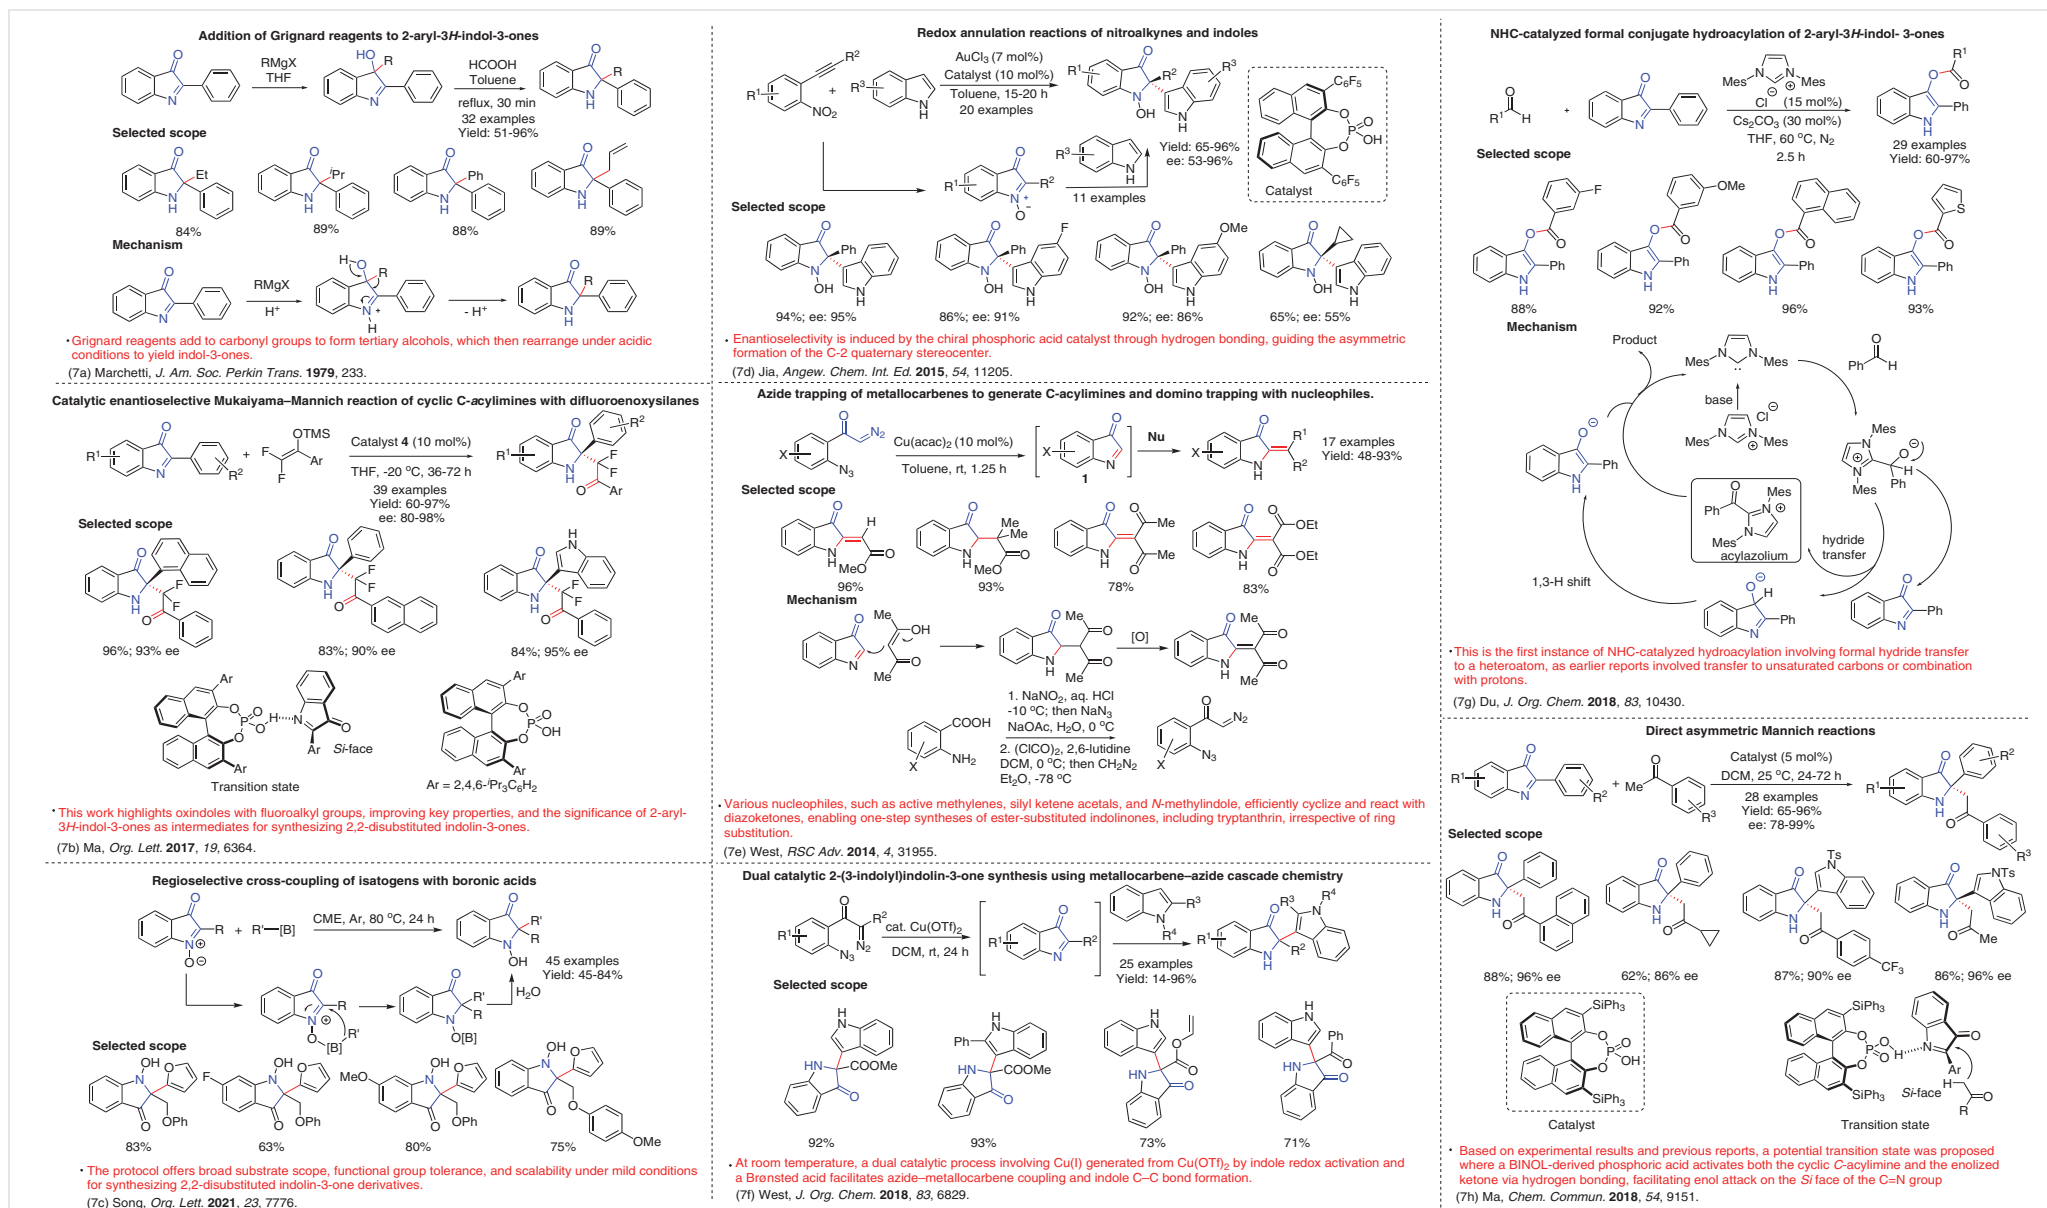 Addition of Grignard reagents to 2-aryl-3H-indol-3-ones
RMgX
THF
HCOOH
Toluene
reflux, 30 min
32 examples
Yield: 51-96%
Selected scope
84%
89%
88%
89%
Mechanism
RMgX
H+
- H+
· Grignard reagents add to carbonyl groups to form tertiary alcohols, which then rearrange under acidic
conditions to yield indol-3-ones.
(7a) Marchetti, J. Am. Soc. Perkin Trans. 1979, 233.
Catalytic enantioselective Mukaiyama–Mannich reaction of cyclic C-acylimines with difluoroenoxysilanes
Catalyst 4 (10 mol%)
THF, -20 °C, 36-72 h
39 examples
Yield: 60-97%
ee: 80-98%
Selected scope
96%; 93% ee
83%; 90% ee
84%; 95% ee
Si-face
Transition state
Ar = 2,4,6-iPr3C6H2
· This work highlights oxindoles with fluoroalkyl groups, improving key properties, and the significance of 2-aryl-
3H-indol-3-ones as intermediates for synthesizing 2,2-disubstituted indolin-3-ones.
(7b) Ma, Org. Lett. 2017, 19, 6364.
Regioselective cross-coupling of isatogens with boronic acids
+ R'–[B]
CME, Ar, 80 °C, 24 h
45 examples
Yield: 45-84%
H2O
Selected scope
83%
63%
80%
75%
· The protocol offers broad substrate scope, functional group tolerance, and scalability under mild conditions
for synthesizing 2,2-disubstituted indolin-3-one derivatives.
(7c) Song, Org. Lett. 2021, 23, 7776.
Redox annulation reactions of nitroalkynes and indoles
AuCl3 (7 mol%)
Catalyst (10 mol%)
Toluene, 15-20 h
20 examples
Yield: 65-96%
ee: 53-96%
11 examples
Catalyst
Selected scope
94%; ee: 95%
86%; ee: 91%
92%; ee: 86%
65%; ee: 55%
· Enantioselectivity is induced by the chiral phosphoric acid catalyst through hydrogen bonding, guiding the asymmetric
formation of the C-2 quaternary stereocenter.
(7d) Jia, Angew. Chem. Int. Ed. 2015, 54, 11205.
Azide trapping of metallocarbenes to generate C-acylimines and domino trapping with nucleophiles.
Cu(acac)2 (10 mol%)
Toluene, rt, 1.25 h
1
Nu
17 examples
Yield: 48-93%
Selected scope
96%
93%
78%
83%
Mechanism
[O]
1. NaNO2, aq. HCl
-10 °C; then NaN3
NaOAc, H2O, 0 °C
2. (ClCO)2, 2,6-lutidine
DCM, 0 °C; then CH2N2
Et2O, -78 °C
· Various nucleophiles, such as active methylenes, silyl ketene acetals, and N-methylindole, efficiently cyclize and react with
diazoketones, enabling one-step syntheses of ester-substituted indolinones, including tryptanthrin, irrespective of ring
substitution.
(7e) West, RSC Adv. 2014, 4, 31955.
Dual catalytic 2-(3-indolyl)indolin-3-one synthesis using metallocarbene–azide cascade chemistry
cat. Cu(OTf)2
DCM, rt, 24 h
25 examples
Yield: 14-96%
Selected scope
92%
93%
73%
71%
· At room temperature, a dual catalytic process involving Cu(I) generated from Cu(OTf)2 by indole redox activation and
a Brønsted acid facilitates azide–metallocarbene coupling and indole C–C bond formation.
(7f) West, J. Org. Chem. 2018, 83, 6829.
NHC-catalyzed formal conjugate hydroacylation of 2-aryl-3H-indol- 3-ones
Cl⊖ (15 mol%)
Cs2CO3 (30 mol%)
THF, 60 °C, N2
2.5 h
29 examples
Yield: 60-97%
Selected scope
88%
92%
96%
93%
Mechanism
Product
base
acylazolium
hydride
transfer
1,3-H shift
· This is the first instance of NHC-catalyzed hydroacylation involving formal hydride transfer
to a heteroatom, as earlier reports involved transfer to unsaturated carbons or combination
with protons.
(7g) Du, J. Org. Chem. 2018, 83, 10430.
Direct asymmetric Mannich reactions
Catalyst (5 mol%)
DCM, 25 °C, 24-72 h
28 examples
Yield: 65-96%
ee: 78-99%
Selected scope
88%; 96% ee
62%; 86% ee
87%; 90% ee
86%; 96% ee
Catalyst
Si-face
Transition state
· Based on experimental results and previous reports, a potential transition state was proposed
where a BINOL-derived phosphoric acid activates both the cyclic C-acylimine and the enolized
ketone via hydrogen bonding, facilitating enol attack on the Si face of the C=N group
(7h) Ma, Chem. Commun. 2018, 54, 9151.